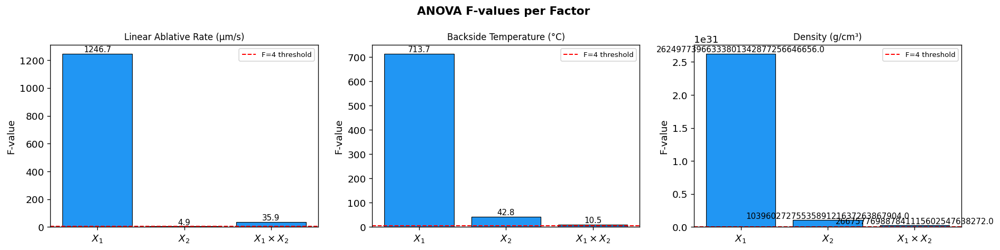 ANOVA F-values per Factor
Linear Ablative Rate (μm/s)
F-value
1200
1000
800
600
400
200
0
1246.7
4.9
35.9
F=4 threshold
X₁
X₂
X₁ × X₂
Backside Temperature (°C)
F-value
700
600
500
400
300
200
100
0
713.7
42.8
10.5
F=4 threshold
X₁
X₂
X₁ × X₂
Density (g/cm³)
1e31
F-value
2.5
2.0
1.5
1.0
0.5
0.0
26249773966333801342877256646656.0
F=4 threshold
X₁
X₂
X₁ × X₂